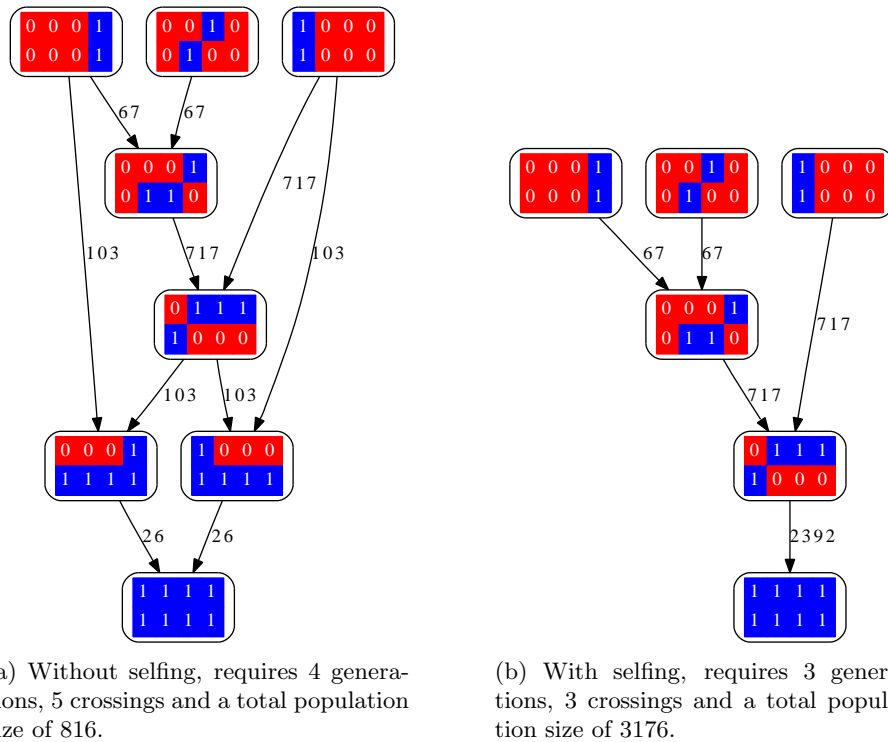 0 0 0 1
0 0 0 1
0 0 1 0
0 1 0 0
1 0 0 0
1 0 0 0
67
67
0 0 0 1
0 1 1 0
717
103
717
103
0 1 1 1
1 0 0 0
103
103
0 0 0 1
1 1 1 1
1 0 0 0
1 1 1 1
26
26
1 1 1 1
1 1 1 1
a) Without selfing, requires 4 genera-
ions, 5 crossings and a total population
ize of 816.
0 0 0 1
0 0 0 1
0 0 1 0
0 1 0 0
1 0 0 0
1 0 0 0
67
67
0 0 0 1
0 1 1 0
717
717
0 1 1 1
1 0 0 0
2392
1 1 1 1
1 1 1 1
(b) With selfing, requires 3 gener
tions, 3 crossings and a total popul
tion size of 3176.